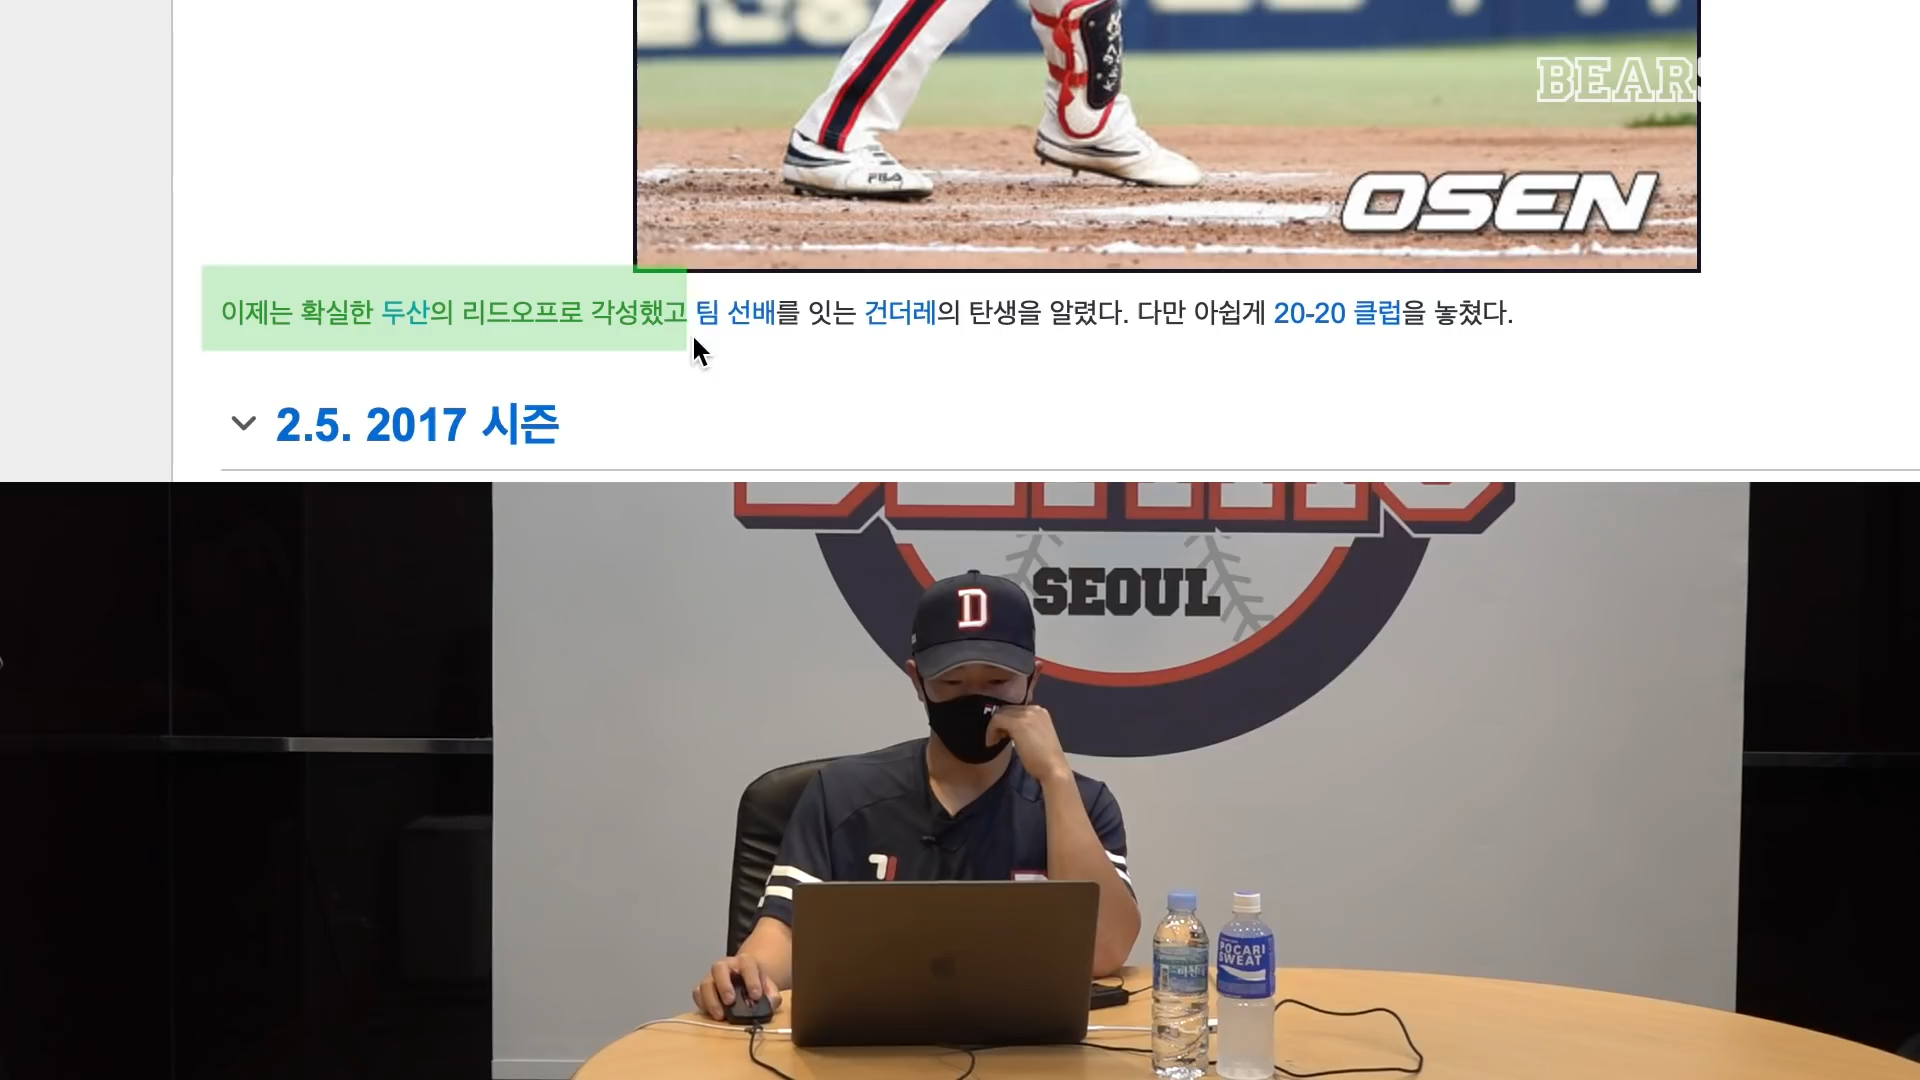 BEARS
FILA
OSEN
이제는 확실한 두산의 리드오프로 각성했고 팀 선배를 잇는 건더레의 탄생을 알렸다. 다만 아쉽게 20-20 클럽을 놓쳤다.
2.5. 2017 시즌
SEOUL
D
POCARI
SWEAT